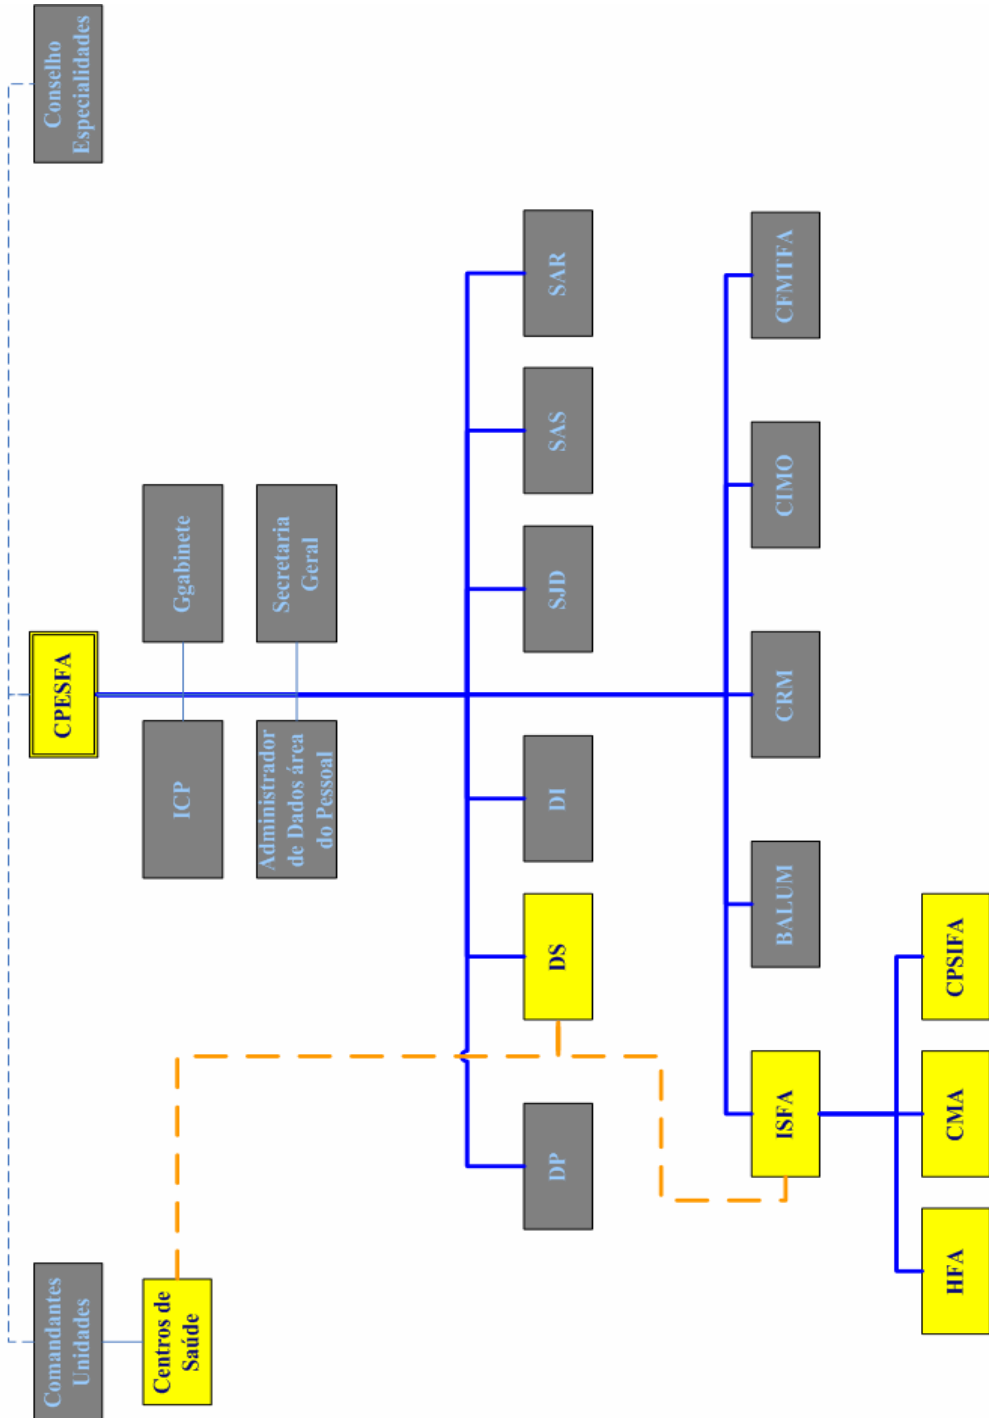 Comandantes
Unidades
CPESFA
Conselho
Especialidades
Centros de
Saúde
ICP
Ggabinete
Administrador
de Dados área
do Pessoal
Secretaria
Geral
DP
DS
DI
SJD
SAS
SAR
ISFA
BALUM
CRM
CIMO
CFMTFA
HFA
CMA
CPSIFA